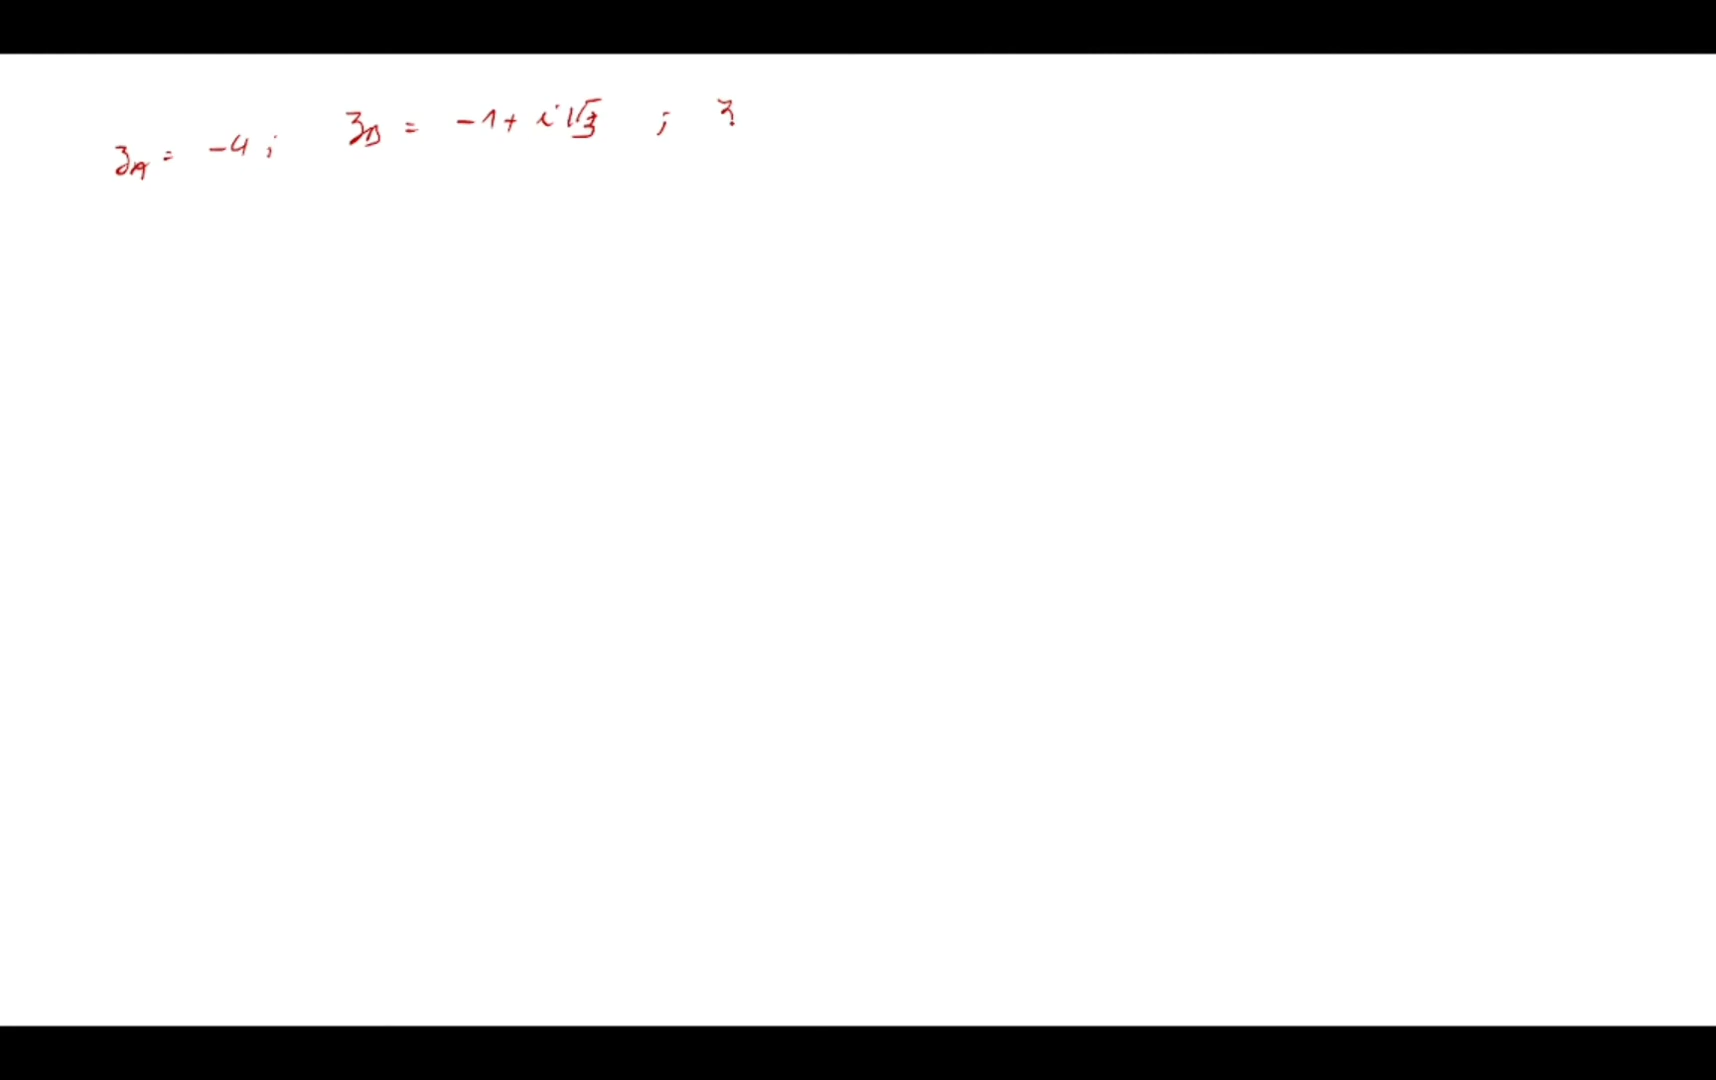 z_A = -4 ; z_B = -1 + i√3 ; z